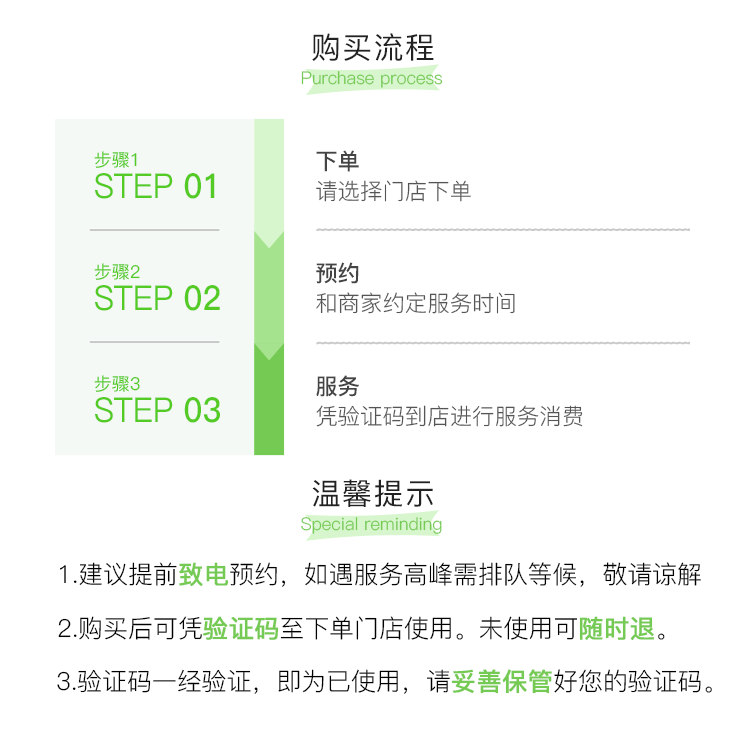 购买流程
Purchase process
步骤1
STEP 01
下单
请选择门店下单
步骤2
STEP 02
预约
和商家约定服务时间
步骤3
STEP 03
服务
凭验证码到店进行服务消费
温馨提示
Special reminding
1.建议提前致电预约，如遇服务高峰需排队等候，敬请谅解
2.购买后可凭验证码至下单门店使用。未使用可随时退。
3.验证码一经验证，即为已使用，请妥善保管好您的验证码。